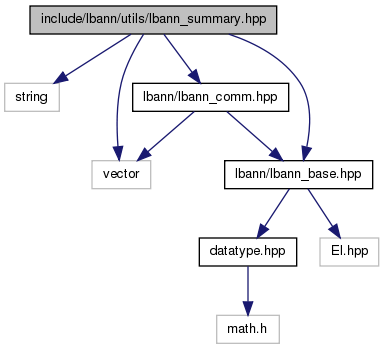 include/lbann/utils/lbann_summary.hpp
string
lbann/lbann_comm.hpp
vector
lbann/lbann_base.hpp
datatype.hpp
El.hpp
math.h